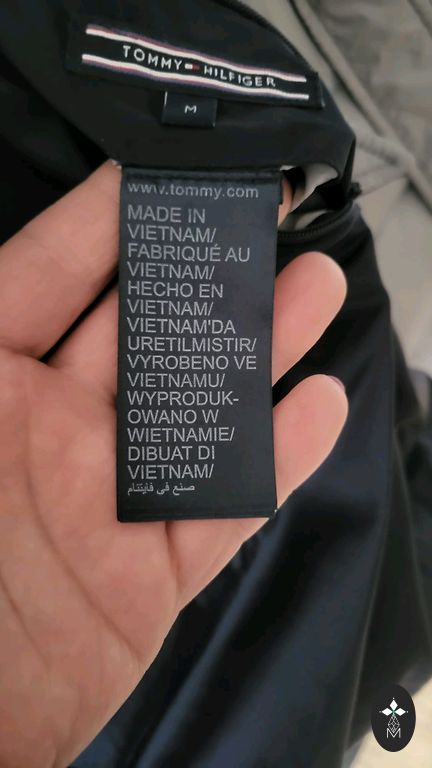 TOMMY HILFIGER
M
www.tommy.com
MADE IN
VIETNAM/
FABRIQUÉ AU
VIETNAM/
HECHO EN
VIETNAM/
VIETNAM'DA
URETILMISTIR/
VYROBENO VE
VIETNAMU/
WYPRODUK-
OWANO W
WIETNAMIE/
DIBUAT DI
VIETNAM/
صنع في فايتنام
M